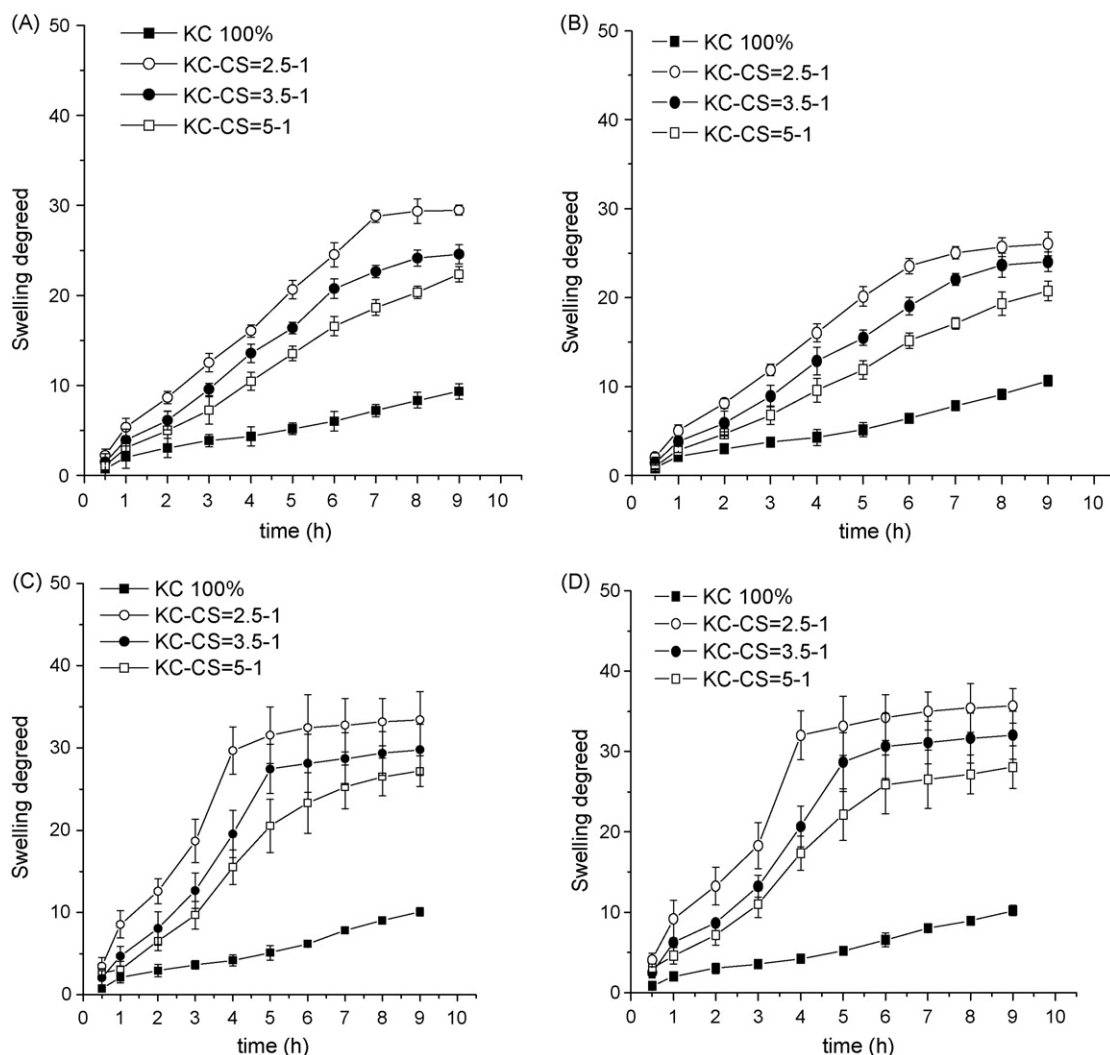 (A)
KC 100%
KC-CS=2.5-1
KC-CS=3.5-1
KC-CS=5-1
50
40
30
20
10
0
Swelling degreed
0 1 2 3 4 5 6 7 8 9 10
time (h)
(B)
KC 100%
KC-CS=2.5-1
KC-CS=3.5-1
KC-CS=5-1
50
40
30
20
10
0
Swelling degreed
0 1 2 3 4 5 6 7 8 9 10
time (h)
(C)
KC 100%
KC-CS=2.5-1
KC-CS=3.5-1
KC-CS=5-1
50
40
30
20
10
0
Swelling degreed
0 1 2 3 4 5 6 7 8 9 10
time (h)
(D)
KC 100%
KC-CS=2.5-1
KC-CS=3.5-1
KC-CS=5-1
50
40
30
20
10
0
Swelling degreed
0 1 2 3 4 5 6 7 8 9 10
time (h)